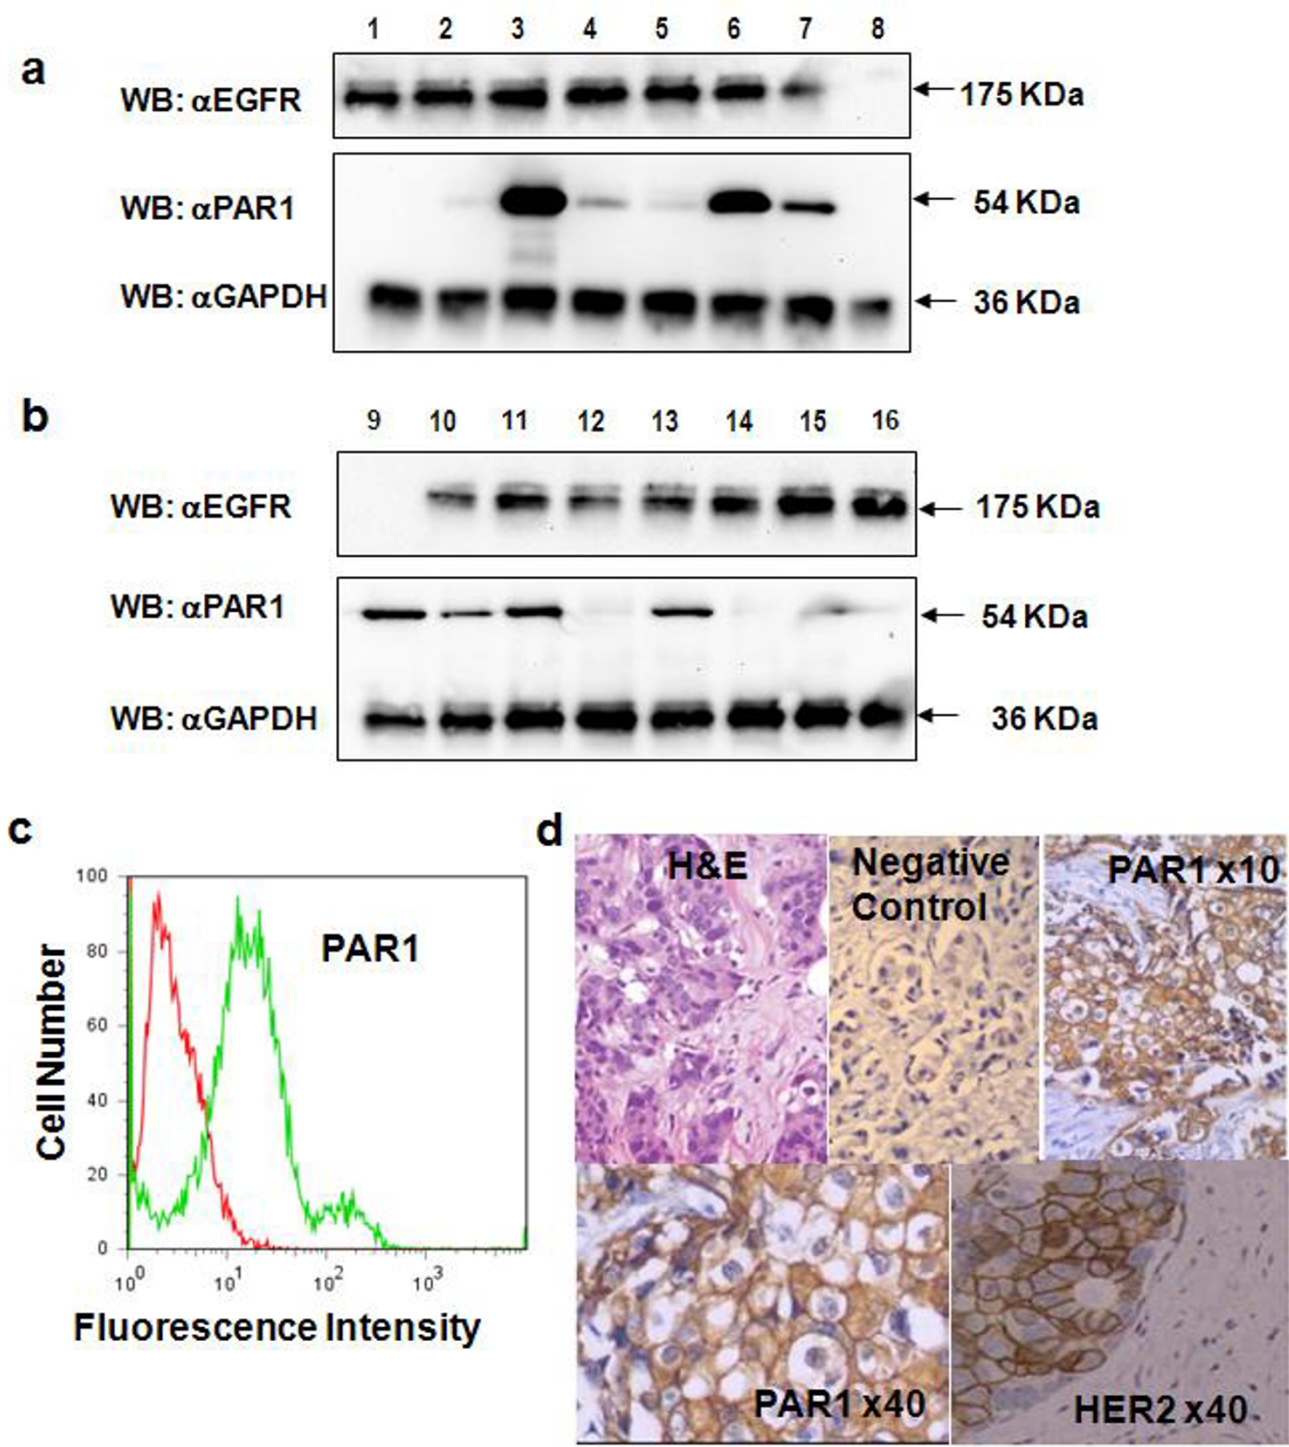 1 2 3 4 5 6 7 8
a
WB: αEGFR
175 KDa
WB: αPAR1
54 KDa
WB: αGAPDH
36 KDa
b
9 10 11 12 13 14 15 16
WB: αEGFR
175 KDa
WB: αPAR1
54 KDa
WB: αGAPDH
36 KDa
c
Cell Number
100
80
60
40
20
0
PAR1
10⁰ 10¹ 10² 10³
Fluorescence Intensity
d
H&E
Negative
Control
PAR1 x10
PAR1 x40
HER2 x40